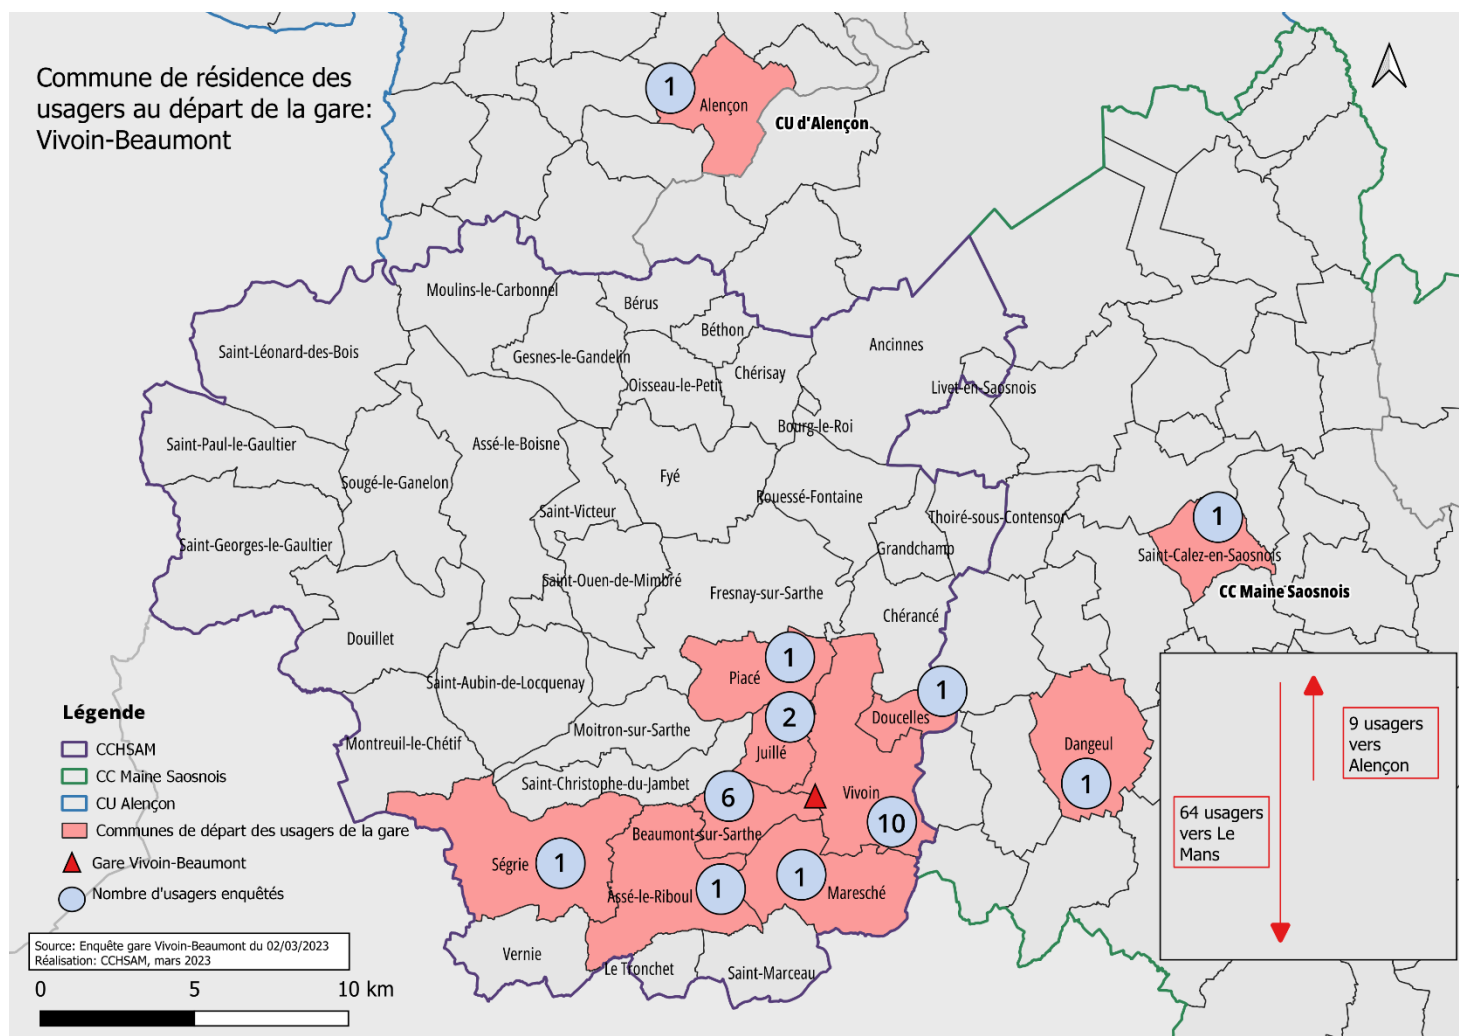 Commune de résidence des
usagers au départ de la gare:
Vivoin-Beaumont
1
Alençon
CU d'Alençon
Moulins-le-Carbonnel
Bérus
Béthon
Saint-Léonard-des-Bois
Gesnes-le-Gandelin
Ancinnes
Chérisay
Oisseau-le-Petit
Livet-en-Saosnois
Bourg-le-Roi
Saint-Paul-le-Gaultier
Assé-le-Boisne
Sougé-le-Ganelon
Fyé
Rouessé-Fontaine
Saint-Victeur
Thoiré-sous-Contensor
1
Saint-Georges-le-Gaultier
Grandchamp
Saint-Calez-en-Saosnois
Saint-Ouen-de-Mimbré
Fresnay-sur-Sarthe
CC Maine Saosnois
Chérancé
Douillet
1
Piacé
Saint-Aubin-de-Locquenay
1
2
Doucelles
Moitron-sur-Sarthe
Montreuil-le-Chétif
Juillé
Dangeul
1
Saint-Christophe-du-Jambet
6
Vivoin
10
Beaumont-sur-Sarthe
Ségrie
1
Assé-le-Riboul
1
1
Maresché
Vernie
Le Tronchet
Saint-Marceau
Légende
CCHSAM
CC Maine Saosnois
CU Alençon
Communes de départ des usagers de la gare
Gare Vivoin-Beaumont
Nombre d'usagers enquêtés
Source: Enquête gare Vivoin-Beaumont du 02/03/2023
Réalisation: CCHSAM, mars 2023
0 5 10 km
9 usagers
vers
Alençon
64 usagers
vers Le
Mans